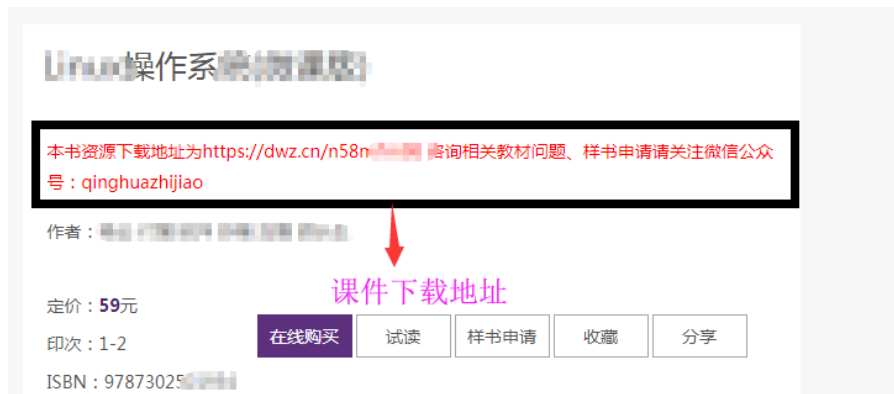 操作系
本书资源下载地址为https://dwz.cn/n58m 咨询相关教材问题、样书申请请关注微信公众
号：qinghuazhijiao
作者：
课件下载地址
定价：59元
在线购买 试读 样书申请 收藏 分享
印次：1-2
ISBN：97873025